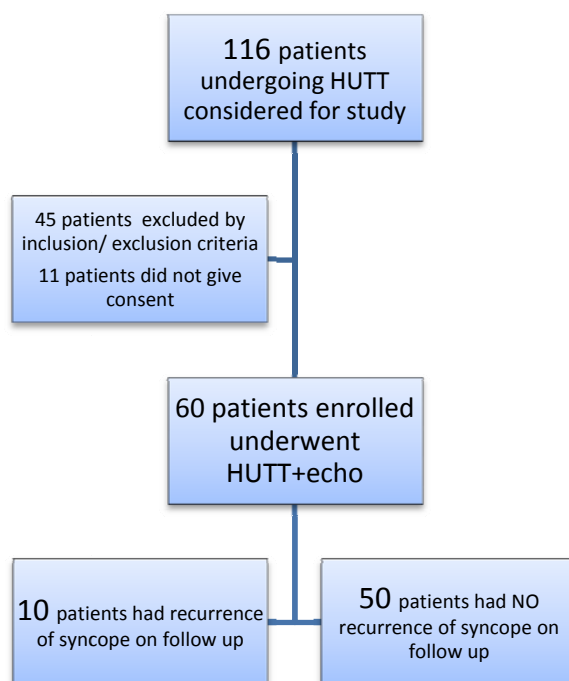 116 patients
undergoing HUTT
considered for study
45 patients excluded by
inclusion/ exclusion criteria
11 patients did not give
consent
60 patients enrolled
underwent
HUTT+echo
10 patients had recurrence
of syncope on follow up
50 patients had NO
recurrence of syncope on
follow up